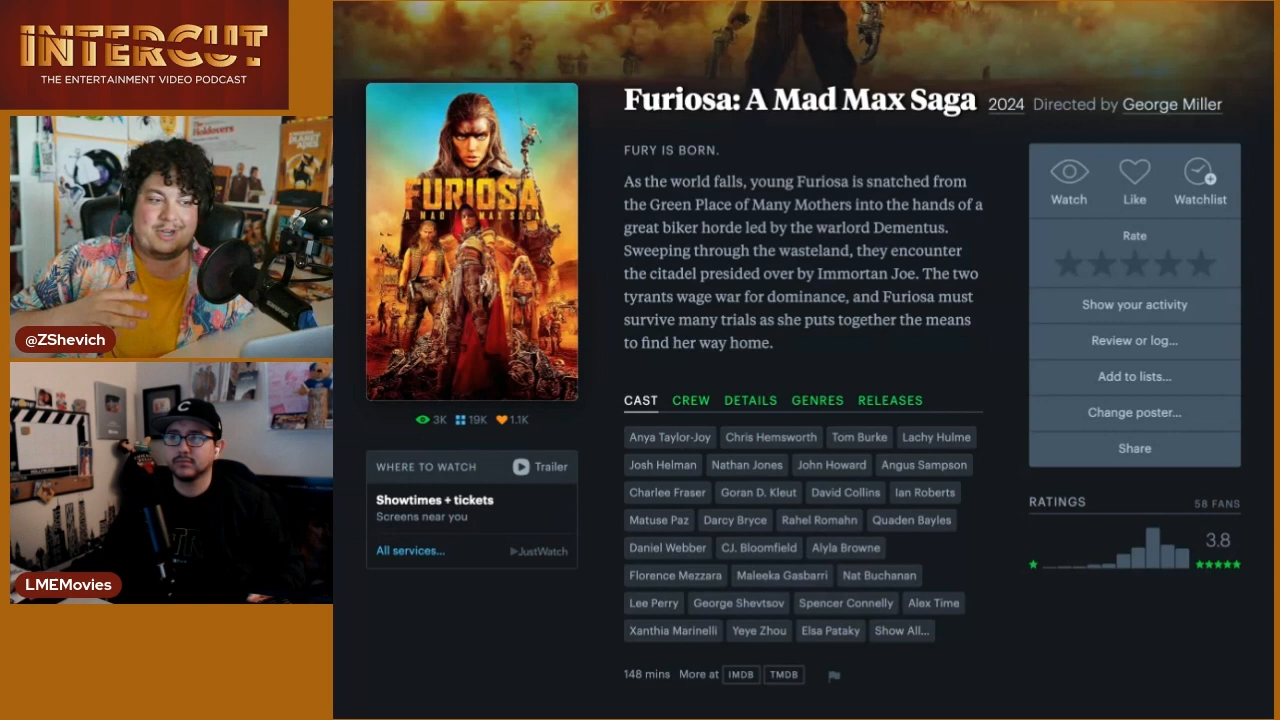 INTERCUT
THE ENTERTAINMENT VIDEO PODCAST
The
Holdovers
PLANET
APES
@ZShevich
LMEMovies
FURIOSA
A MAD MAX SAGA
3K 19K 1.1K
WHERE TO WATCH Trailer
Showtimes + tickets
Screens near you
All services... JustWatch
Furiosa: A Mad Max Saga 2024 Directed by George Miller
FURY IS BORN.
As the world falls, young Furiosa is snatched from
the Green Place of Many Mothers into the hands of a
great biker horde led by the warlord Dementus.
Sweeping through the wasteland, they encounter
the citadel presided over by Immortan Joe. The two
tyrants wage war for dominance, and Furiosa must
survive many trials as she puts together the means
to find her way home.
CAST CREW DETAILS GENRES RELEASES
Anya Taylor-Joy Chris Hemsworth Tom Burke Lachy Hulme
Josh Helman Nathan Jones John Howard Angus Sampson
Charlee Fraser Goran D. Kleut David Collins Ian Roberts
Matuse Paz Darcy Bryce Rahel Romahn Quaden Bayles
Daniel Webber CJ. Bloomfield Alyla Browne
Florence Mezzara Maleeka Gasbarri Nat Buchanan
Lee Perry George Shevtsov Spencer Connelly Alex Time
Xanthia Marinelli Yeye Zhou Elsa Pataky Show All...
148 mins More at IMDB TMDB
Watch Like Watchlist
Rate
Show your activity
Review or log...
Add to lists...
Change poster...
Share
RATINGS 58 FANS
3.8